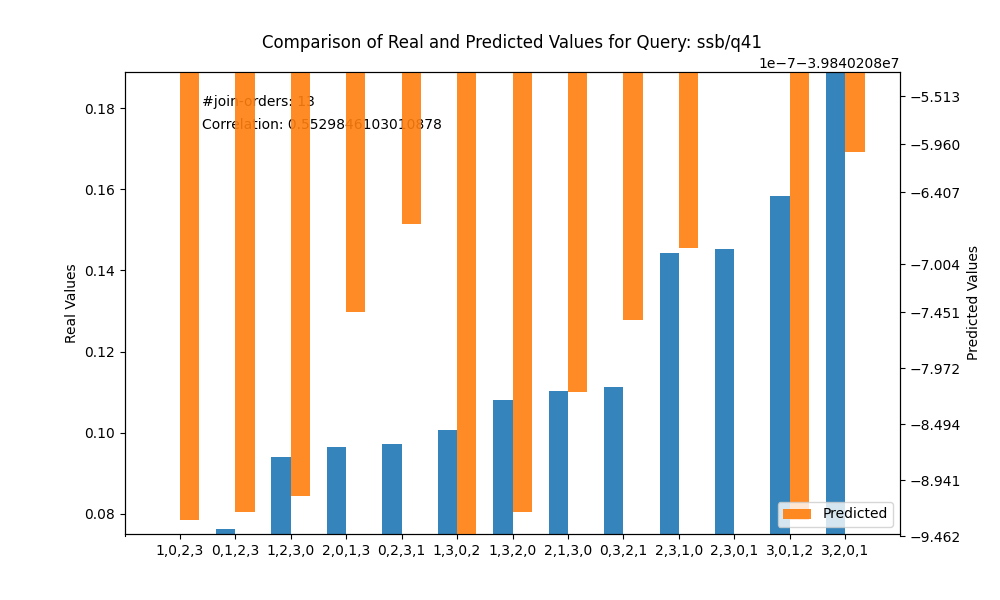 Comparison of Real and Predicted Values for Query: ssb/q41
1e−7−3.9840208e7
#join-orders: 13
Correlation: 0.5529846103010878
Real Values
0.18
0.16
0.14
0.12
0.10
0.08
−5.513
−5.960
−6.407
−7.004
−7.451
−7.972
−8.494
−8.941
−9.462
Predicted Values
Predicted
1,0,2,3 0,1,2,3 1,2,3,0 2,0,1,3 0,2,3,1 1,3,0,2 1,3,2,0 2,1,3,0 0,3,2,1 2,3,1,0 2,3,0,1 3,0,1,2 3,2,0,1